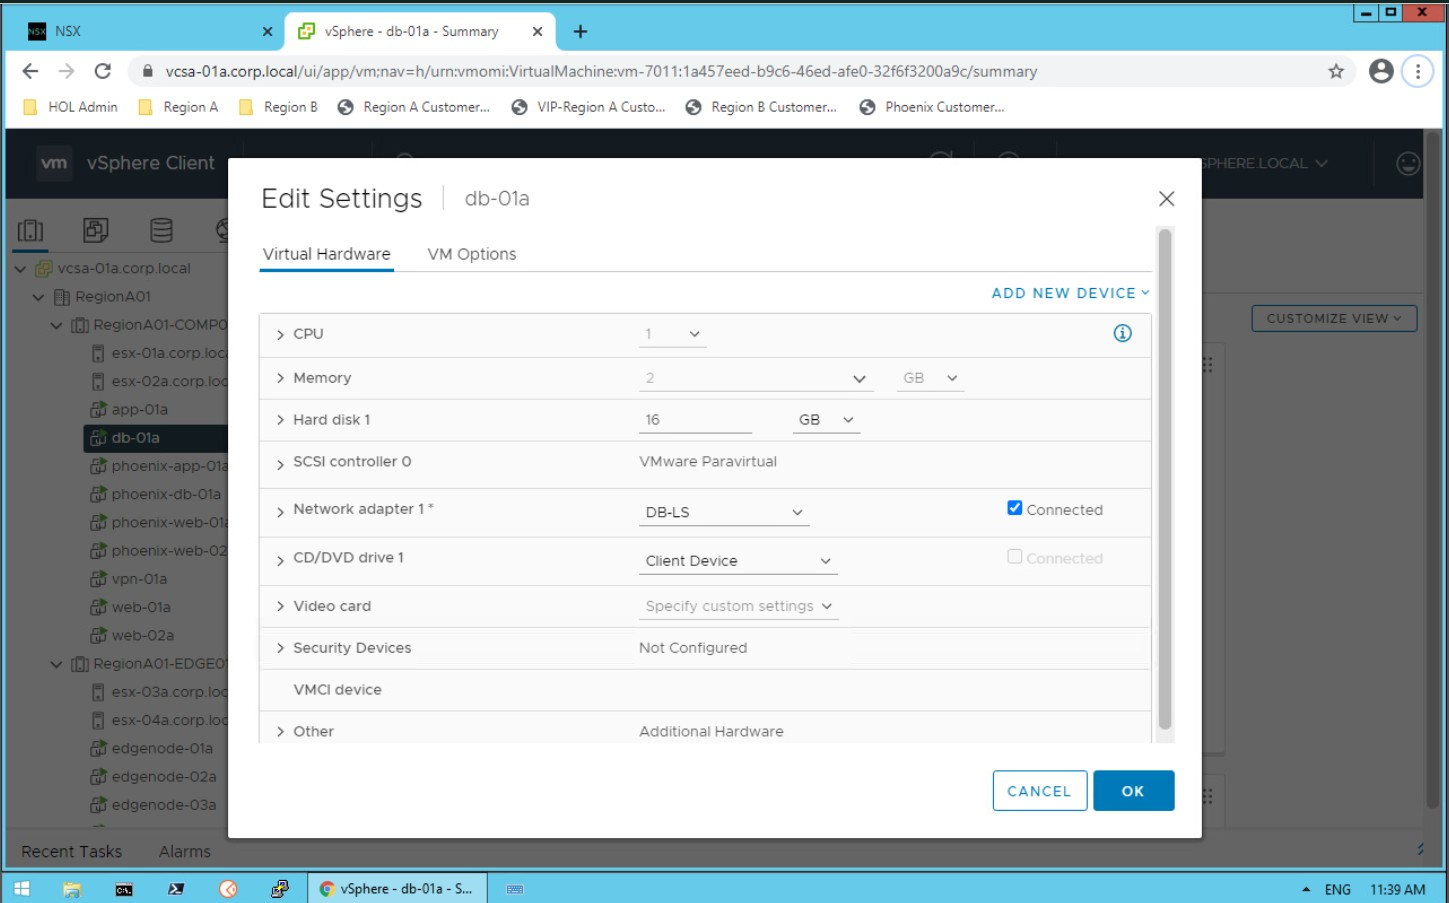 NSX NSX
vSphere - db-01a - Summary
vcsa-01a.corp.local/ui/app/vm;nav=h/urn:vmomi:VirtualMachine:vm-7011:1a457eed-b9c6-46ed-afe0-32f6f3200a9c/summary
HOL Admin Region A Region B Region A Customer... VIP-Region A Custo... Region B Customer... Phoenix Customer...
vm vSphere Client
SPHERE.LOCAL
Edit Settings db-01a
Virtual Hardware VM Options
ADD NEW DEVICE
CPU 1
Memory 2 GB
Hard disk 1 16 GB
SCSI controller 0 VMware Paravirtual
Network adapter 1 * DB-LS Connected
CD/DVD drive 1 Client Device Connected
Video card Specify custom settings
Security Devices Not Configured
VMCI device
Other Additional Hardware
CANCEL OK
vcsa-01a.corp.local
RegionA01
RegionA01-COMP0
esx-01a.corp.loca
esx-02a.corp.loc
app-01a
db-01a
phoenix-app-01a
phoenix-db-01a
phoenix-web-01a
phoenix-web-02
vpn-01a
web-01a
web-02a
RegionA01-EDGE01
esx-03a.corp.loc
esx-04a.corp.loc
edgenode-01a
edgenode-02a
edgenode-03a
CUSTOMIZE VIEW
Recent Tasks Alarms
vSphere - db-01a - S...
ENG 11:39 AM